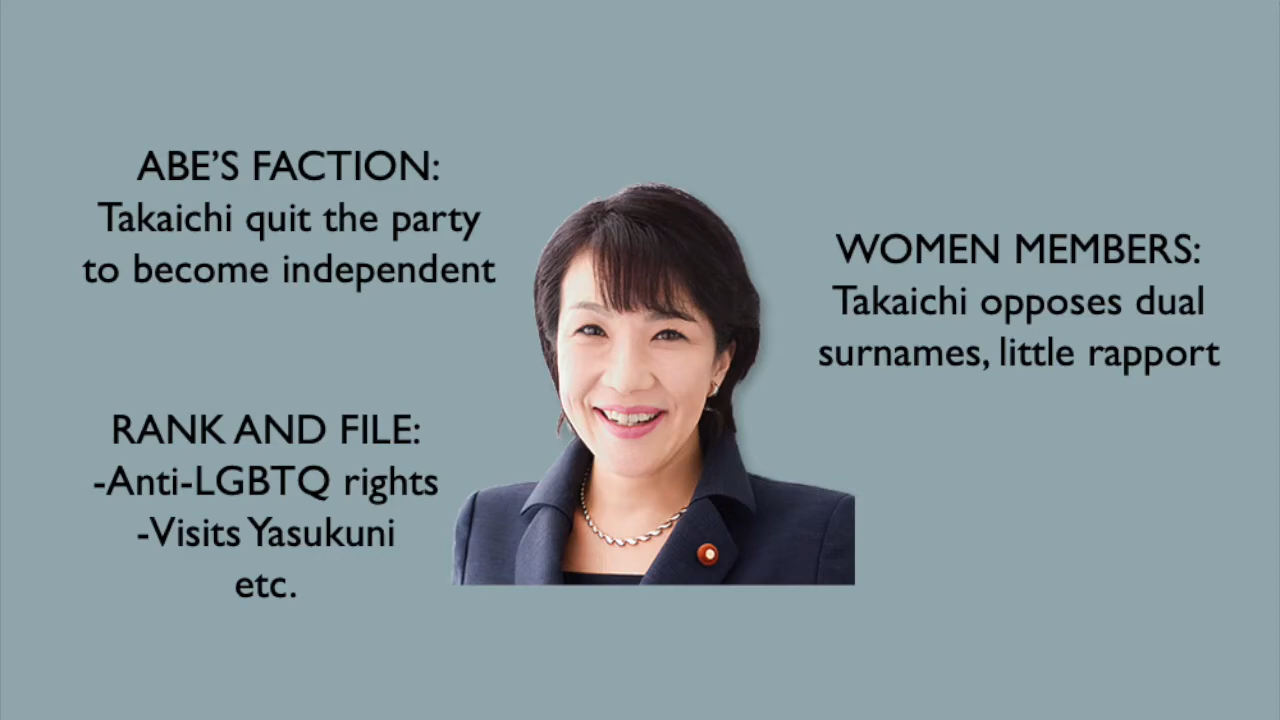 ABE’S FACTION:
Takaichi quit the party
to become independent
RANK AND FILE:
-Anti-LGBTQ rights
-Visits Yasukuni
etc.
WOMEN MEMBERS:
Takaichi opposes dual
surnames, little rapport